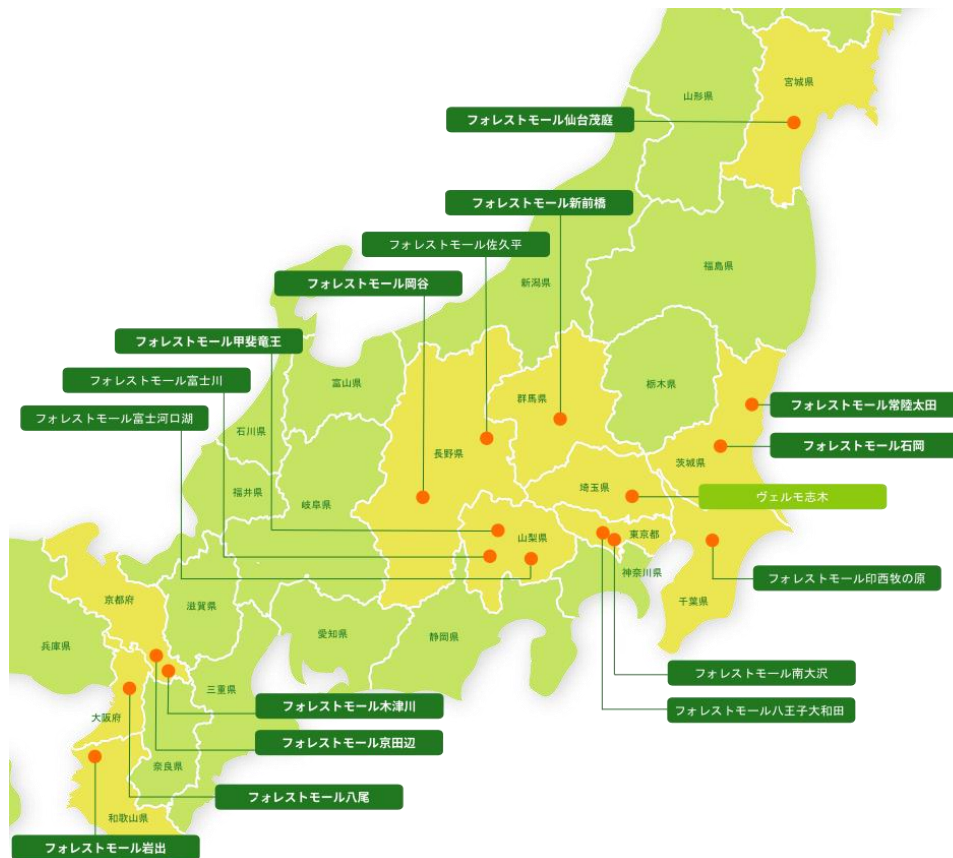 宮城県
山形県
フォレストモール仙台茂庭
フォレストモール新前橋
フォレストモール佐久平
福島県
新潟県
フォレストモール岡谷
フォレストモール甲斐竜王
フォレストモール富士川
富山県
栃木県
群馬県
フォレストモール常陸太田
フォレストモール富士河口湖
石川県
フォレストモール石岡
長野県
茨城県
福井県
岐阜県
埼玉県
ヴェルモ志木
山梨県
東京都
神奈川県
フォレストモール印西牧の原
京都府
滋賀県
千葉県
愛知県
静岡県
兵庫県
フォレストモール南大沢
三重県
フォレストモール木津川
フォレストモール八王子大和田
大阪府
フォレストモール京田辺
奈良県
フォレストモール八尾
和歌山県
フォレストモール岩出